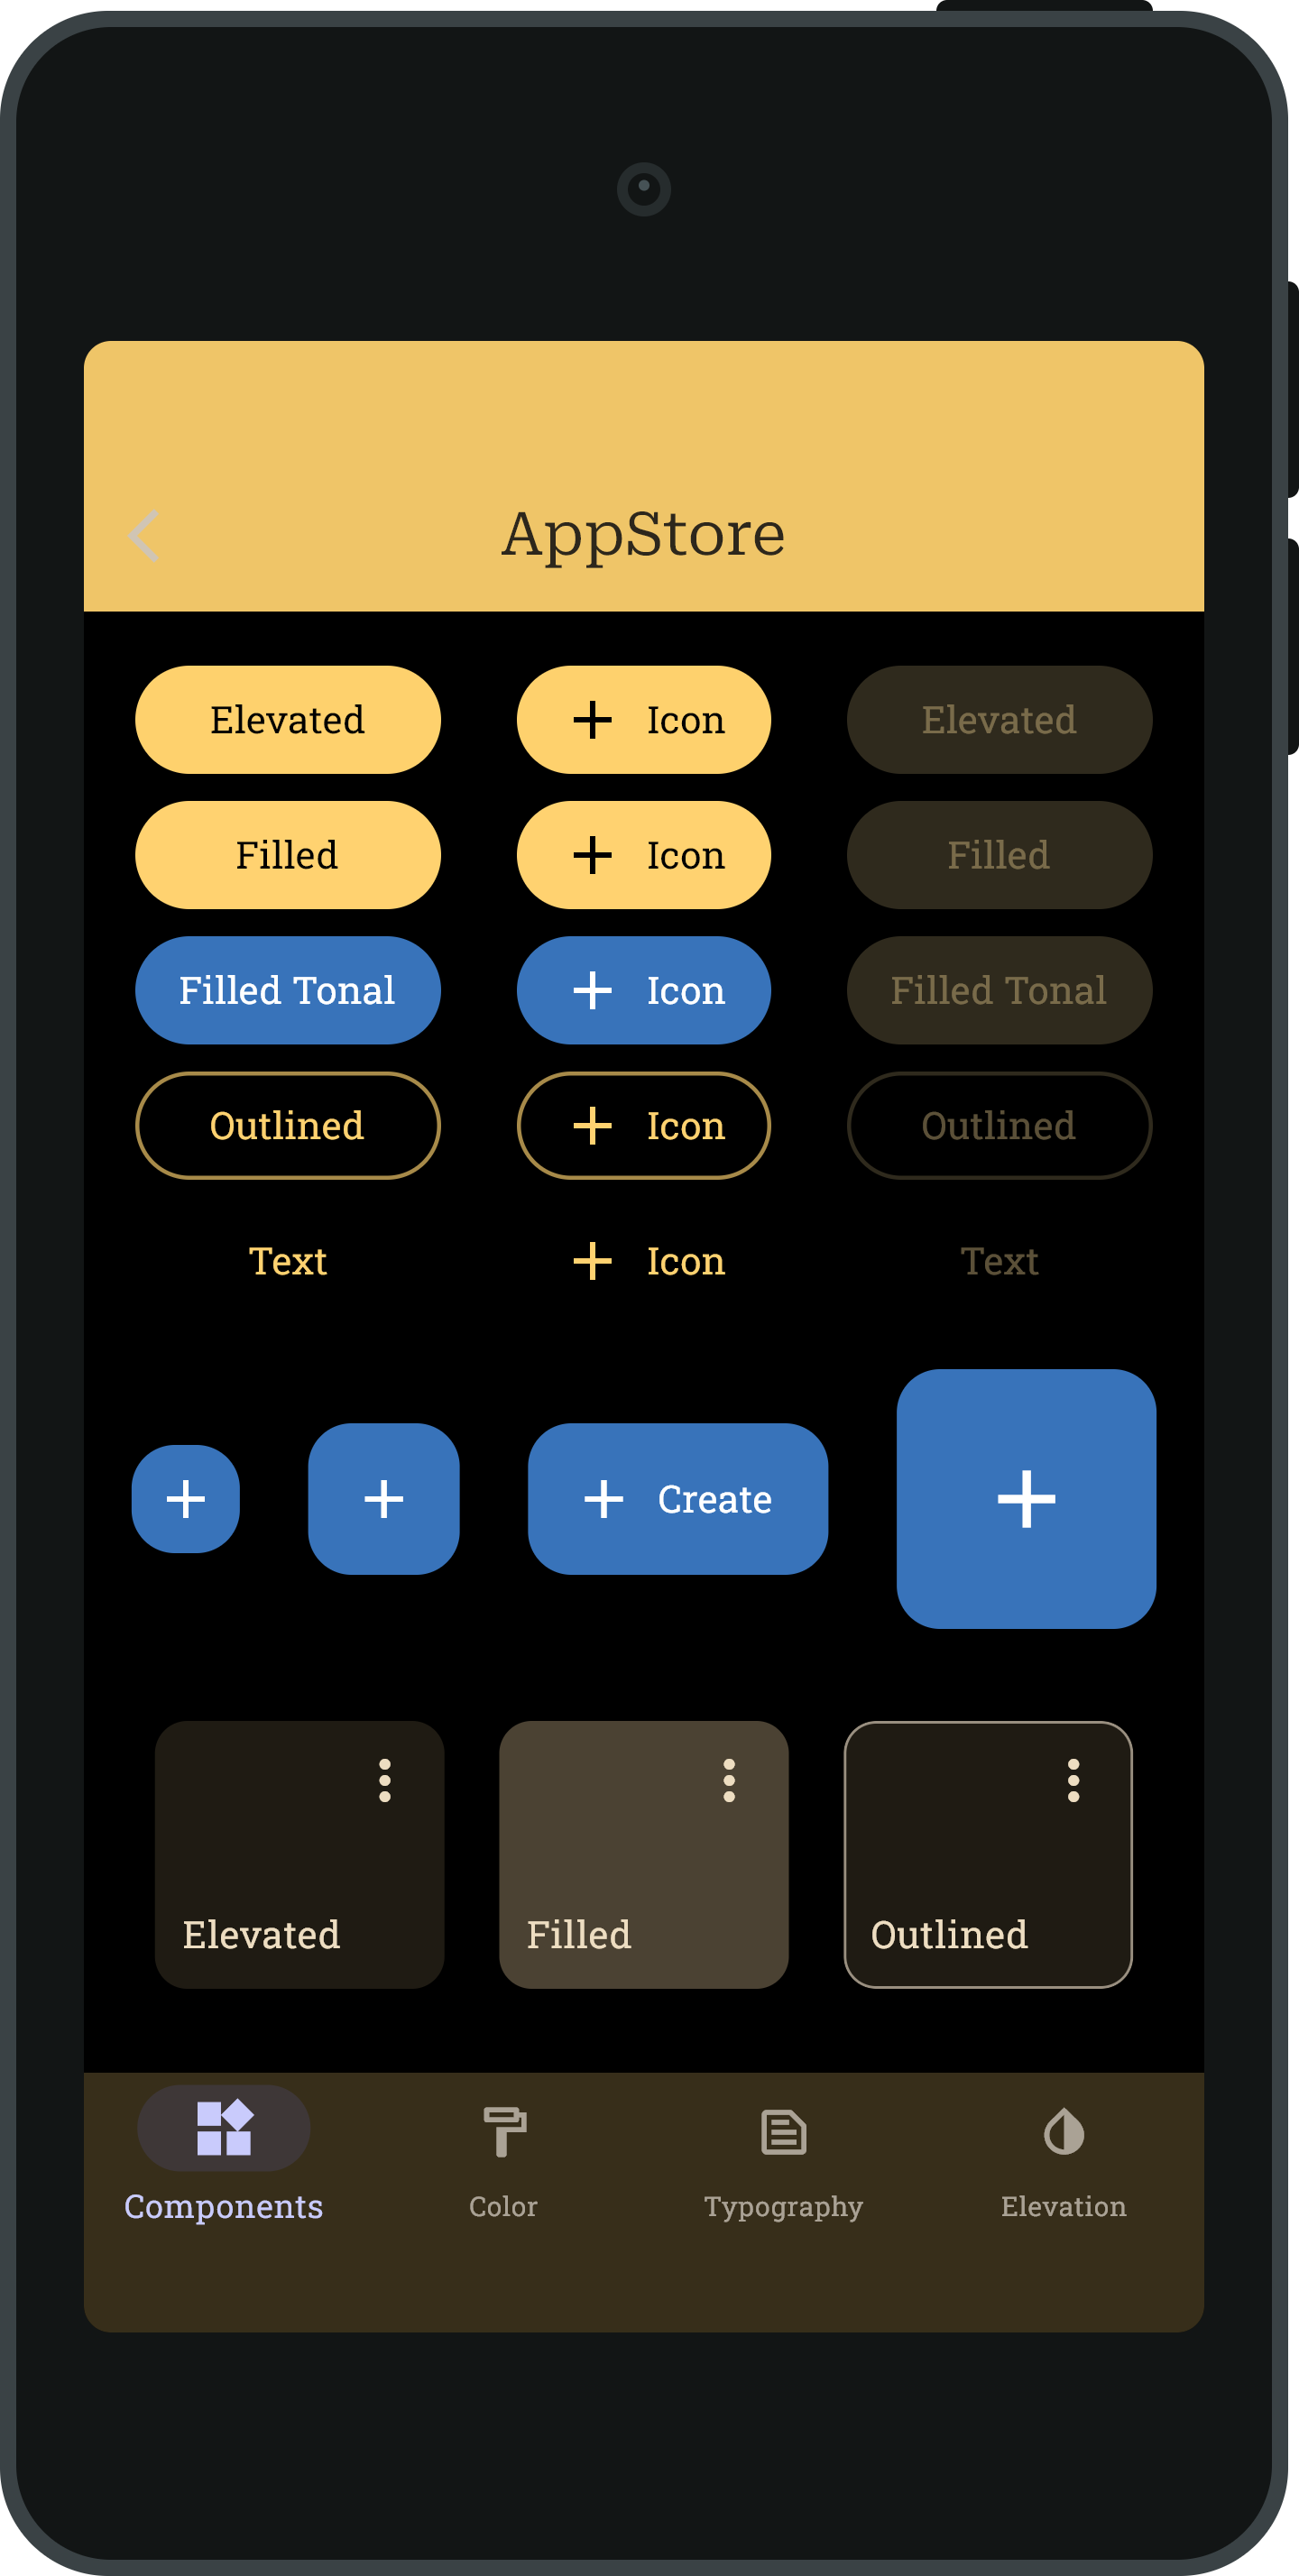 AppStore
Elevated Icon Elevated
Filled Icon Filled
Filled Tonal Icon Filled Tonal
Outlined Icon Outlined
Text Icon Text
Create
Elevated Filled Outlined
Components Color Typography Elevation